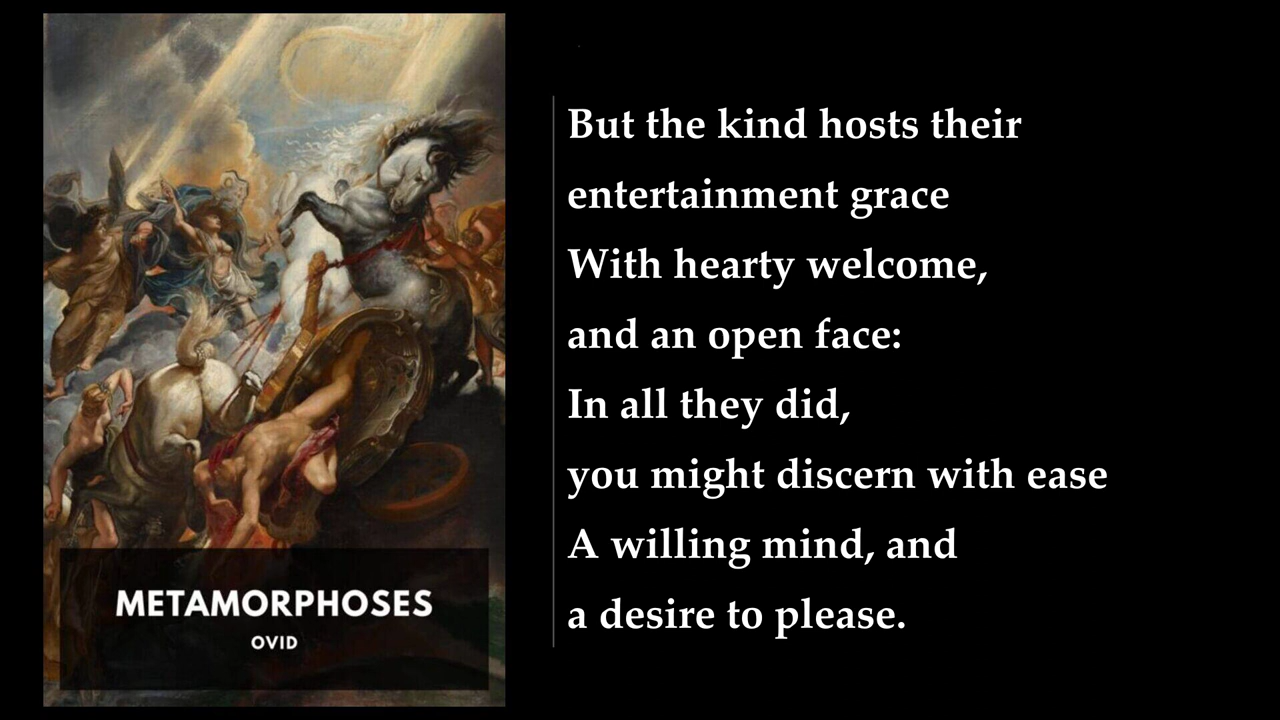 METAMORPHOSES
OVID
But the kind hosts their
entertainment grace
With hearty welcome,
and an open face:
In all they did,
you might discern with ease
A willing mind, and
a desire to please.